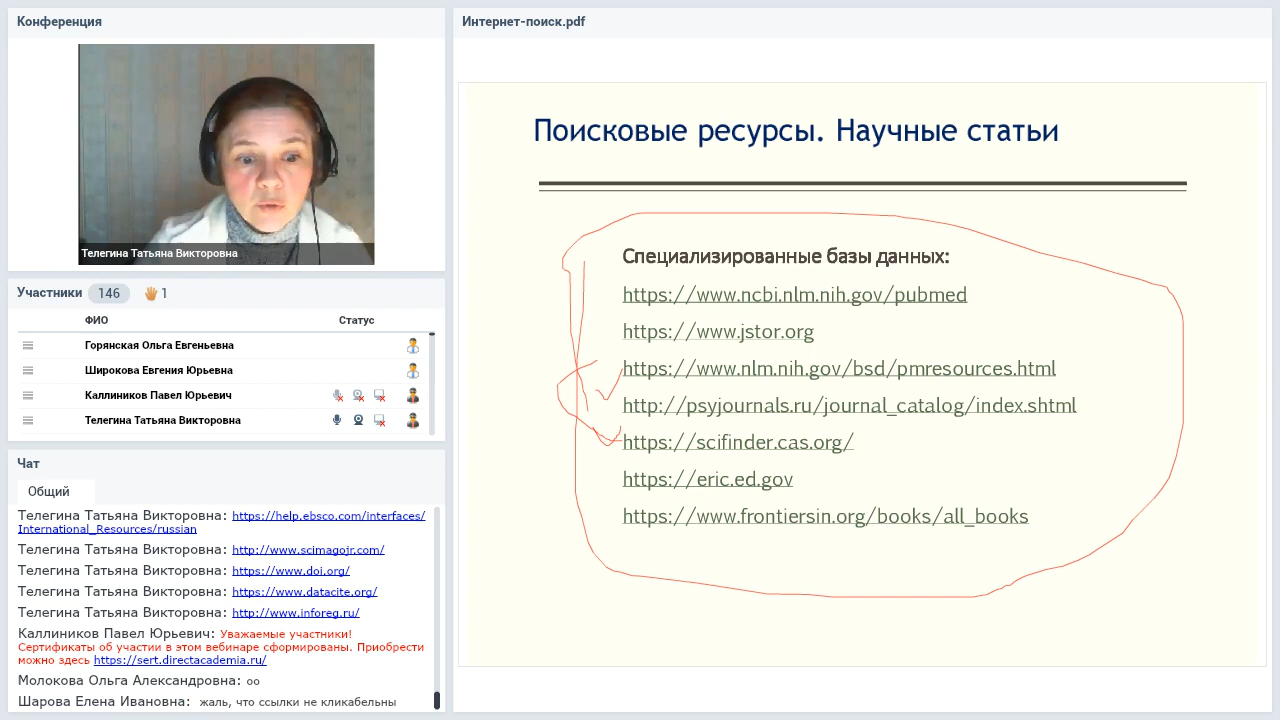 Конференция
Телегина Татьяна Викторовна
Участники 146 1
ФИО Статус
Горянская Ольга Евгеньевна
Широкова Евгения Юрьевна
Каллиников Павел Юрьевич
Телегина Татьяна Викторовна
Чат
Общий
Телегина Татьяна Викторовна: https://help.ebsco.com/interfaces/
International_Resources/russian
Телегина Татьяна Викторовна: http://www.scimagojr.com/
Телегина Татьяна Викторовна: https://www.doi.org/
Телегина Татьяна Викторовна: https://www.datacite.org/
Телегина Татьяна Викторовна: http://www.inforeg.ru/
Каллиников Павел Юрьевич: Уважаемые участники!
Сертификаты об участии в этом вебинаре сформированы. Приобрести
можно здесь https://sert.directacademia.ru/
Молокова Ольга Александровна: оо
Шарова Елена Ивановна: жаль, что ссылки не кликабельны
Интернет-поиск.pdf
Поисковые ресурсы. Научные статьи
Специализированные базы данных:
https://www.ncbi.nlm.nih.gov/pubmed
https://www.jstor.org
https://www.nlm.nih.gov/bsd/pmresources.html
http://psyjournals.ru/journal_catalog/index.shtml
https://scifinder.cas.org/
https://eric.ed.gov
https://www.frontiersin.org/books/all_books